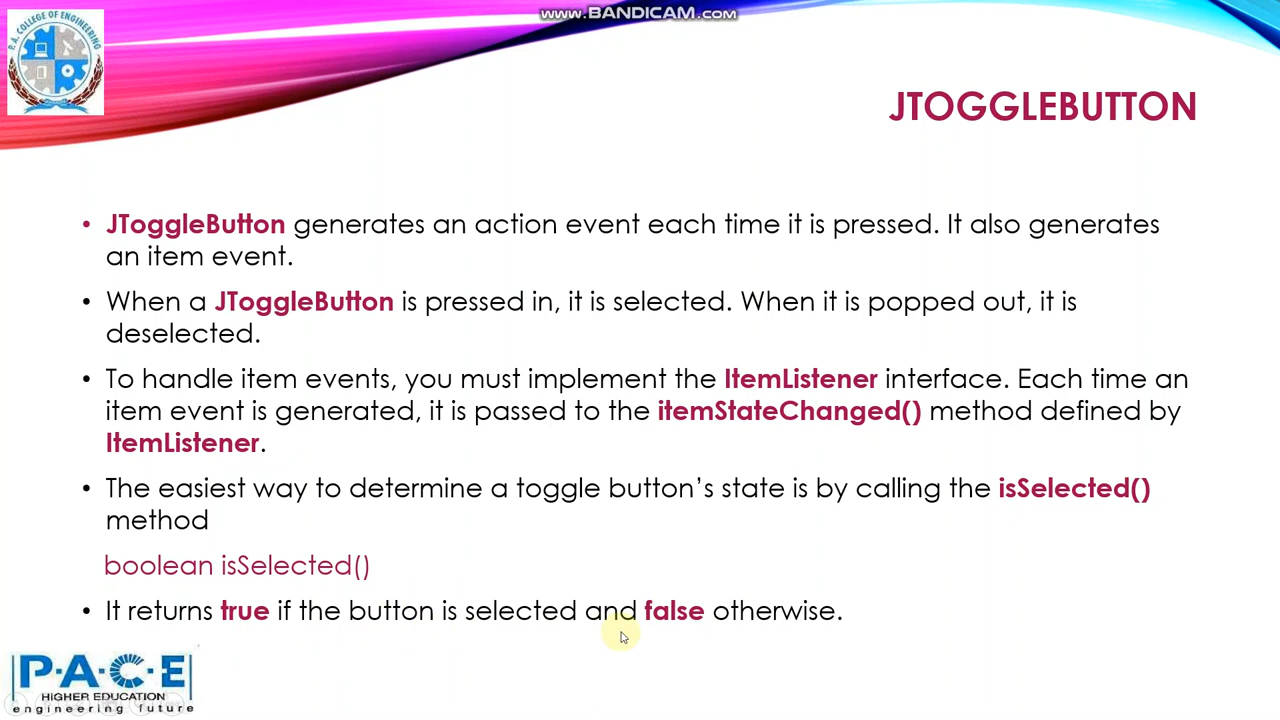 www.BANDICAM.com
P.A. COLLEGE OF ENGINEERING
JTOGGLEBUTTON
• JToggleButton generates an action event each time it is pressed. It also generates
an item event.
• When a JToggleButton is pressed in, it is selected. When it is popped out, it is
deselected.
• To handle item events, you must implement the ItemListener interface. Each time an
item event is generated, it is passed to the itemStateChanged() method defined by
ItemListener.
• The easiest way to determine a toggle button’s state is by calling the isSelected()
method
boolean isSelected()
• It returns true if the button is selected and false otherwise.
P·A·C·E
HIGHER EDUCATION
engineering future